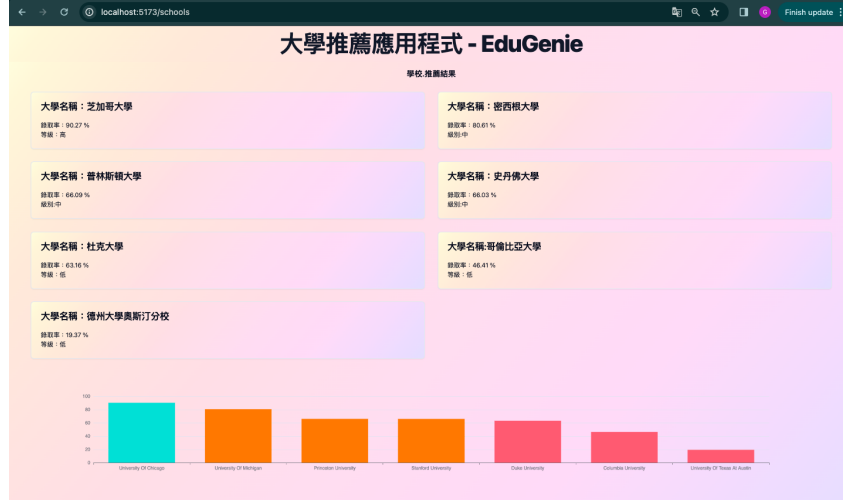 localhost:5173/schools
G
Finish update
大學推薦應用程式 - EduGenie
學校.推薦結果
大學名稱：芝加哥大學
錄取率：90.27 %
等級：高
大學名稱：密西根大學
錄取率：80.61 %
級別:中
大學名稱：普林斯頓大學
錄取率：66.09 %
級別:中
大學名稱：史丹佛大學
錄取率：66.03 %
級別:中
大學名稱：杜克大學
錄取率：63.16 %
等級：低
大學名稱:哥倫比亞大學
錄取率：46.41 %
等級：低
大學名稱：德州大學奧斯汀分校
錄取率：19.37 %
等級：低
100
80
60
40
20
0
University Of Chicago
University Of Michigan
Princeton University
Stanford University
Duke University
Columbia University
University Of Texas At Austin